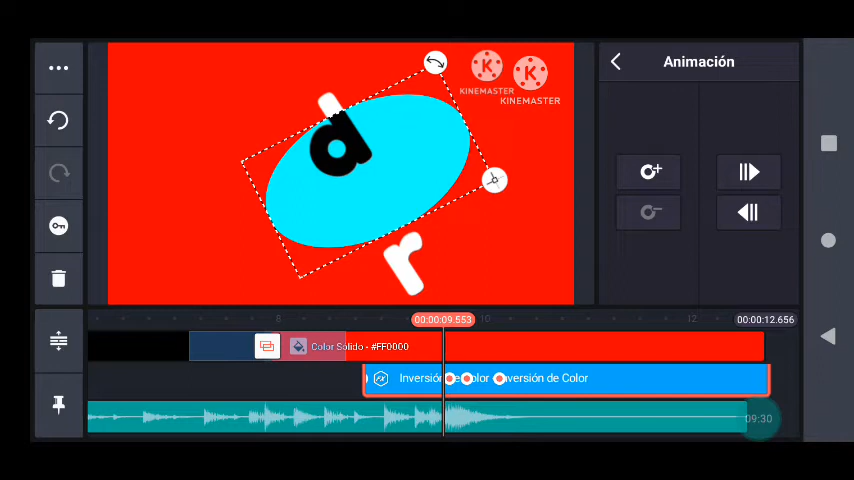 Animación
KINEMASTER
KINEMASTER
d
r
8
10
12
00:00:09.553
00:00:12.656
Color Sólido - #FF0000
Inversión de Color Inversión de Color
09:30